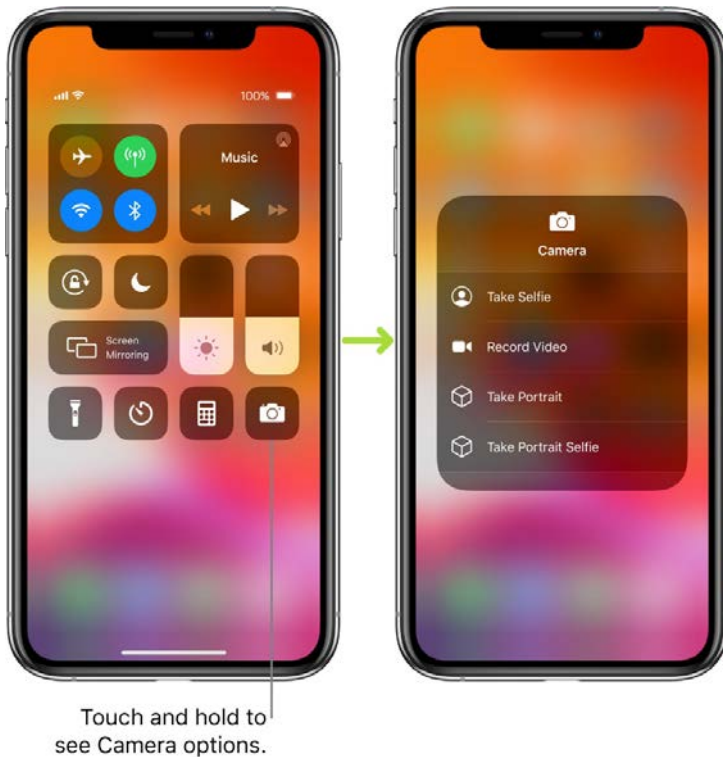 100%
Music
Screen
Mirroring
Touch and hold to
see Camera options.
Camera
Take Selfie
Record Video
Take Portrait
Take Portrait Selfie